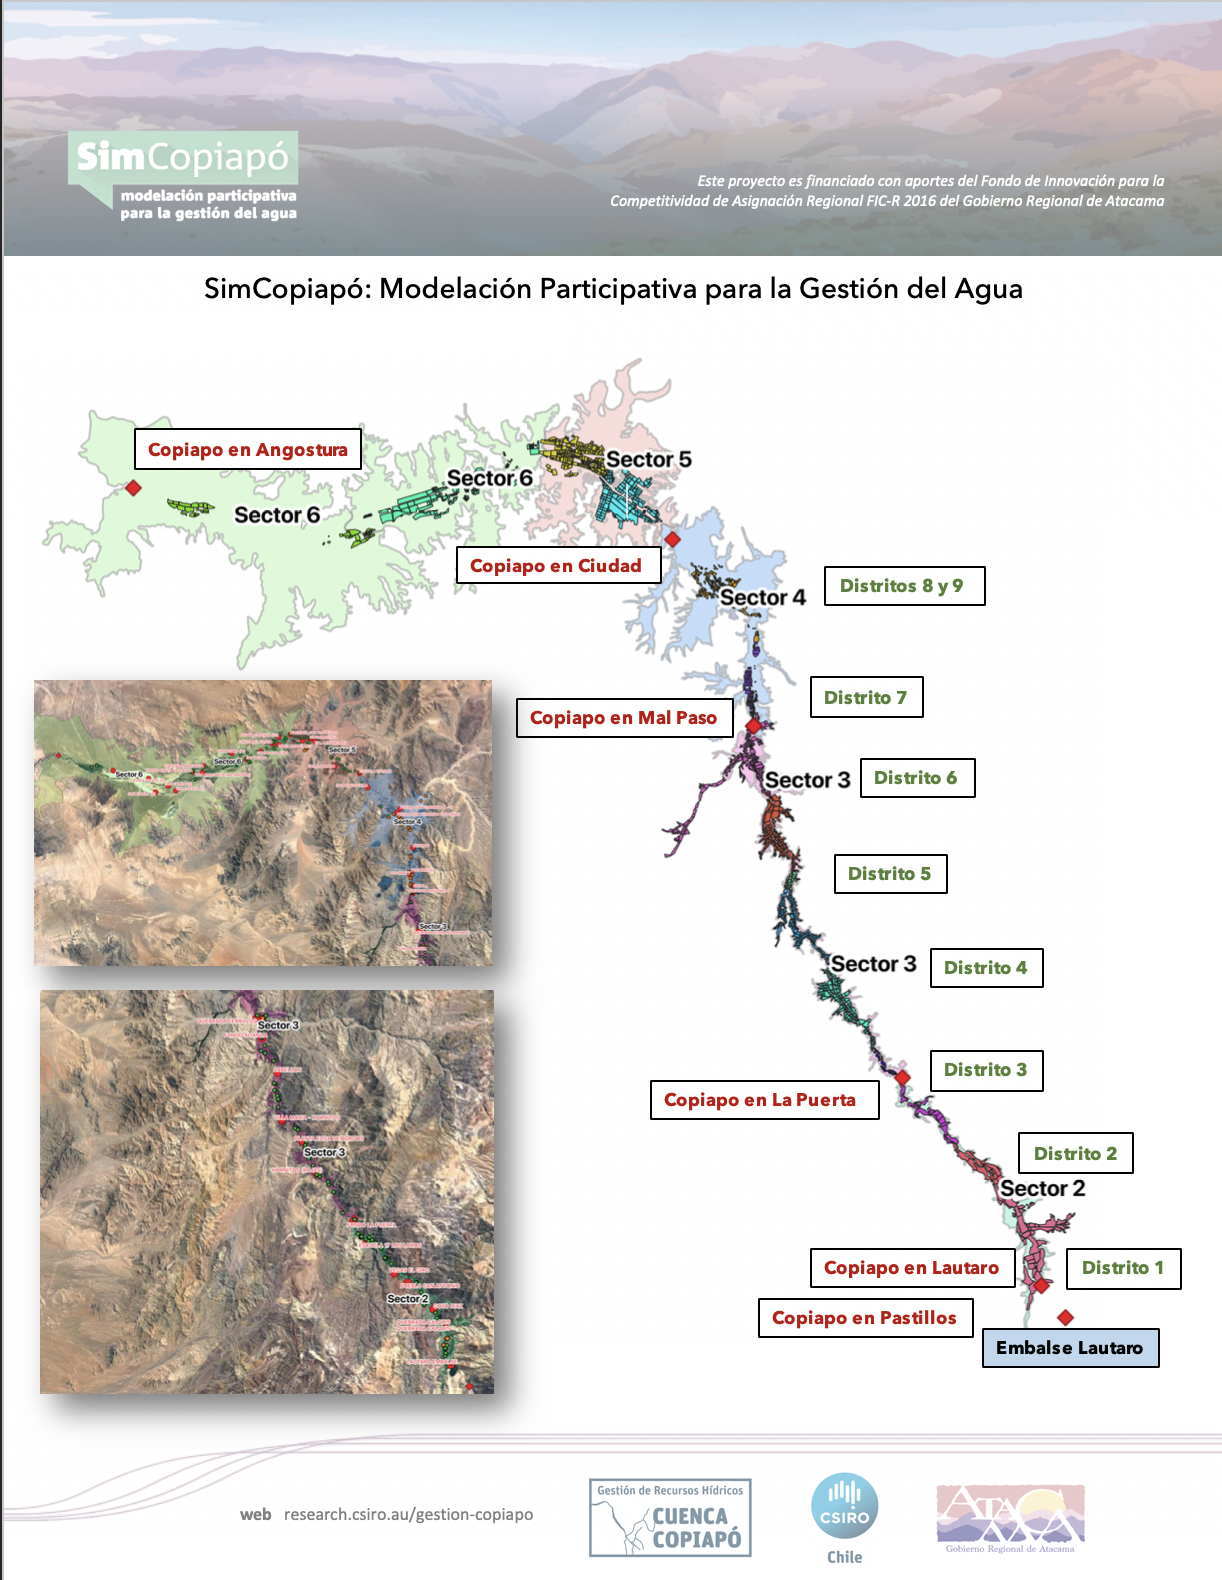 SimCopiapó
modelación participativa
para la gestión del agua
Este proyecto es financiado con aportes del Fondo de Innovación para la
Competitividad de Asignación Regional FIC-R 2016 del Gobierno Regional de Atacama
SimCopiapó: Modelación Participativa para la Gestión del Agua
Copiapo en Angostura
Sector 5
Sector 6
Sector 6
Copiapo en Ciudad
Sector 4
Distritos 8 y 9
Distrito 7
Copiapo en Mal Paso
Sector 3
Distrito 6
Distrito 5
Sector 3
Distrito 4
Distrito 3
Copiapo en La Puerta
Distrito 2
Sector 2
Copiapo en Lautaro
Distrito 1
Copiapo en Pastillos
Embalse Lautaro
Sector 5
Sector 6
Sector 6
Sector 4
Sector 3
Sector 3
Sector 3
Sector 2
web research.csiro.au/gestion-copiapo
Gestión de Recursos Hídricos
CUENCA
COPIAPÓ
CSIRO
Chile
ATACAMA
Gobierno Regional de Atacama